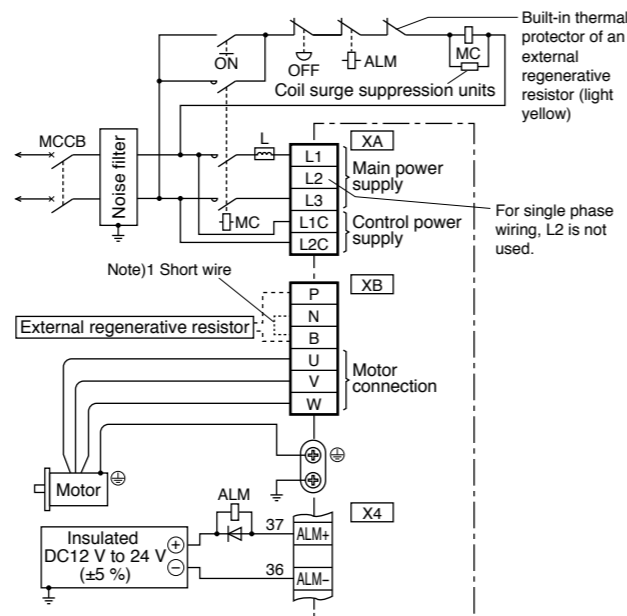 Built-in thermal
protector of an
external
regenerative
resistor (light
yellow)
ON
OFF
ALM
MC
Coil surge suppression units
MCCB
Noise filter
L
XA
L1
L2
L3
L1C
L2C
Main power
supply
Control power
supply
MC
For single phase
wiring, L2 is not
used.
Note)1 Short wire
XB
External regenerative resistor
P
N
B
U
V
W
Motor
connection
Motor
ALM
X4
Insulated
DC12 V to 24 V
(±5 %)
+
−
37
36
ALM+
ALM−